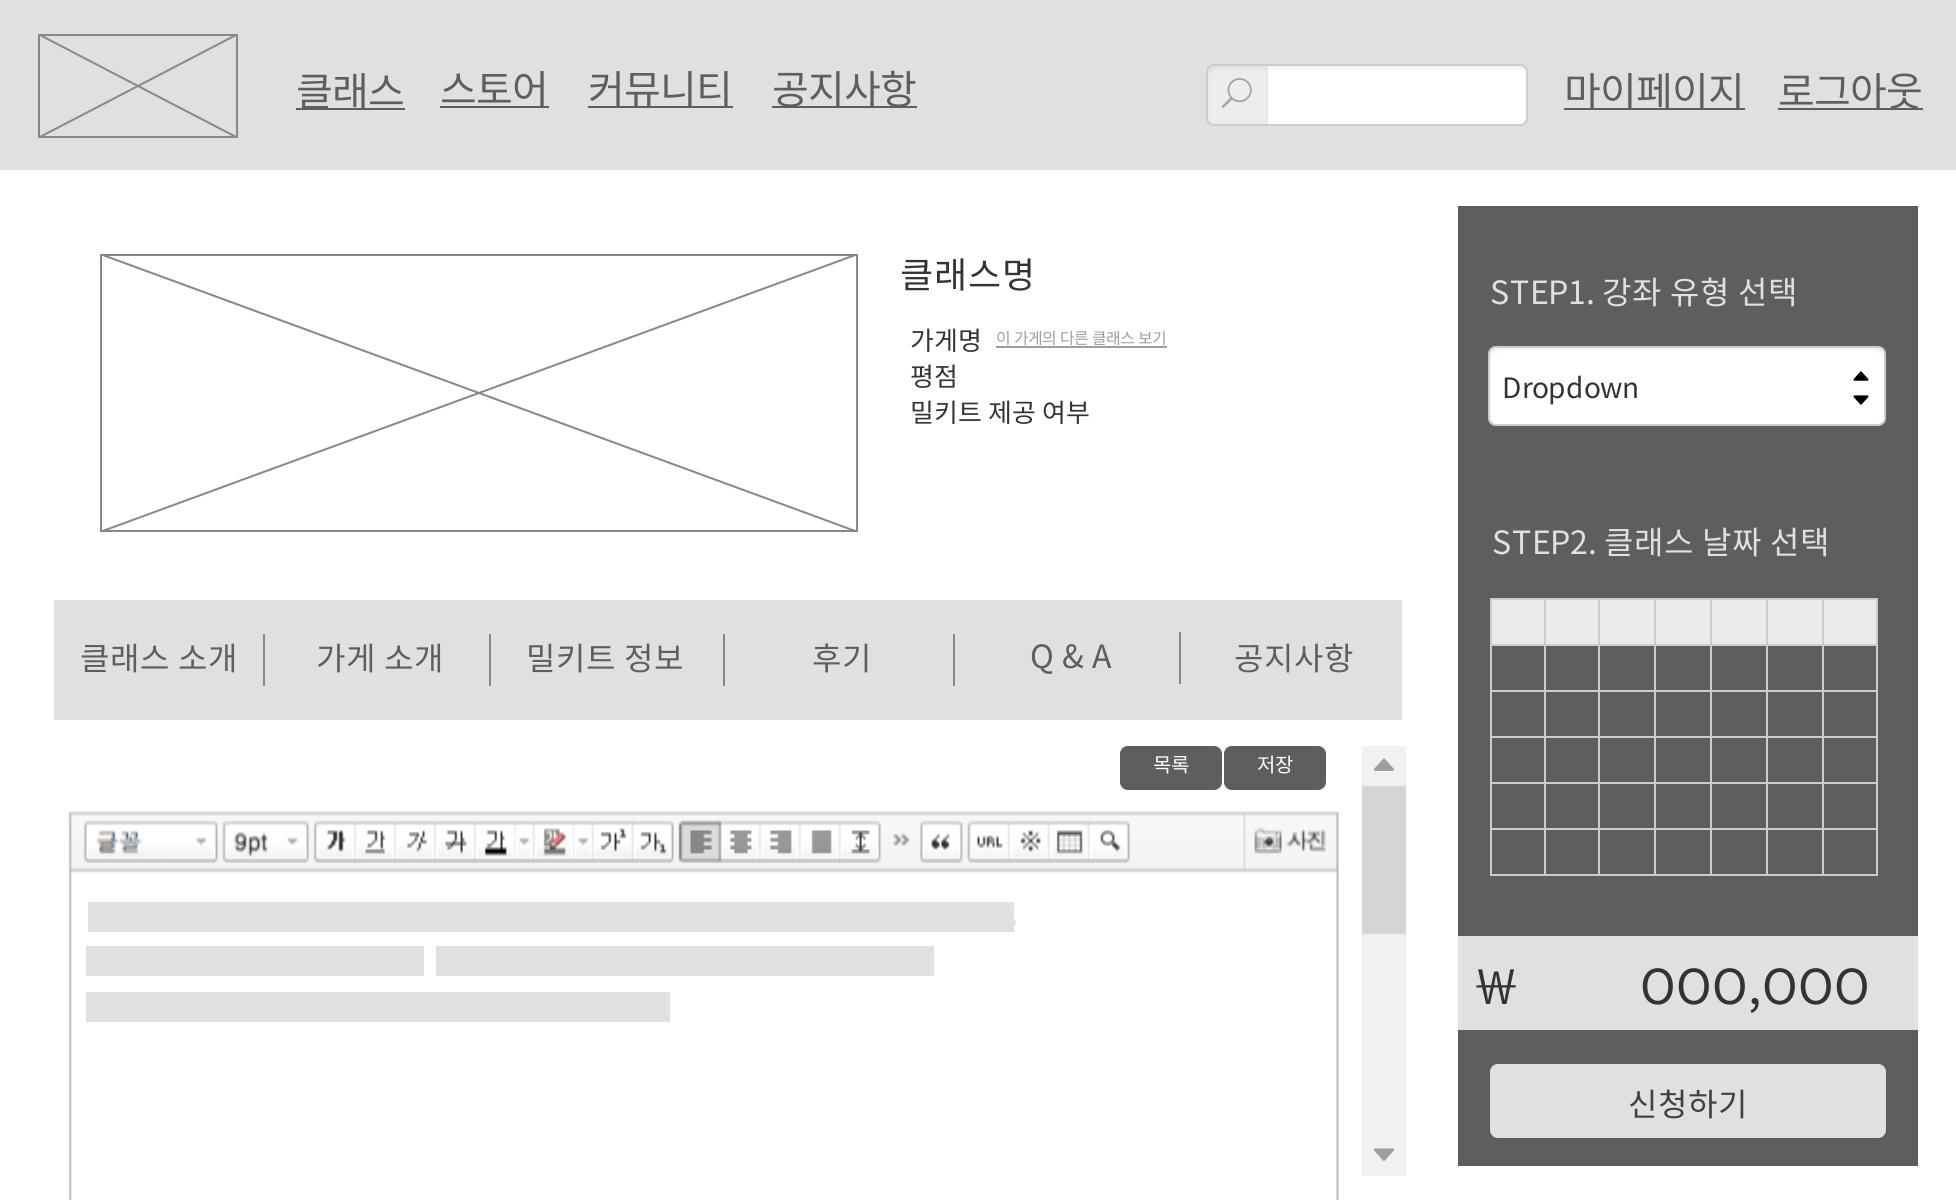 클래스 스토어 커뮤니티 공지사항 마이페이지 로그아웃
클래스명
가게명 이 가게의 다른 클래스 보기
평점
밀키트 제공 여부
STEP1. 강좌 유형 선택
Dropdown
STEP2. 클래스 날짜 선택
클래스 소개 가게 소개 밀키트 정보 후기 Q & A 공지사항
목록 저장
글꼴 9pt 가 가 가 가 가 가¹ 가₁ » “ URL ※ 사진
₩ 000,000
신청하기